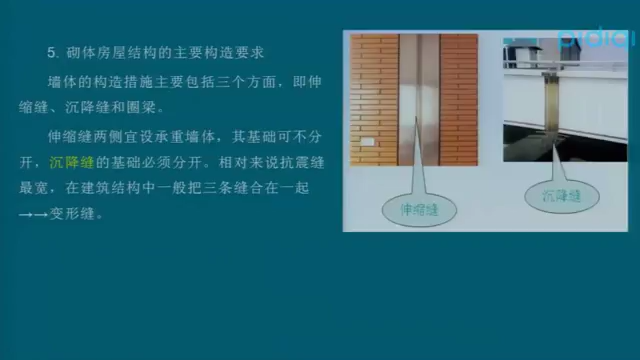 5. 砌体房屋结构的主要构造要求
墙体的构造措施主要包括三个方面，即伸
缩缝、沉降缝和圈梁。
伸缩缝两侧宜设承重墙体，其基础可不分
开，沉降缝的基础必须分开。相对来说抗震缝
最宽，在建筑结构中一般把三条缝合在一起
→→变形缝。
伸缩缝
沉降缝